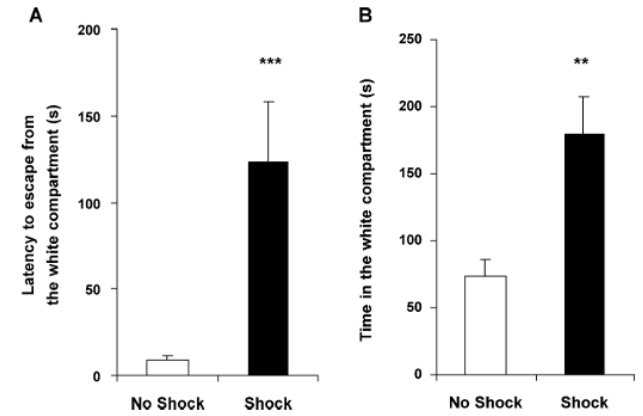 A
Latency to escape from
the white compartment (s)
200
150
100
50
0
***
No Shock
Shock
B
Time in the white compartment (s)
250
200
150
100
50
0
**
No Shock
Shock